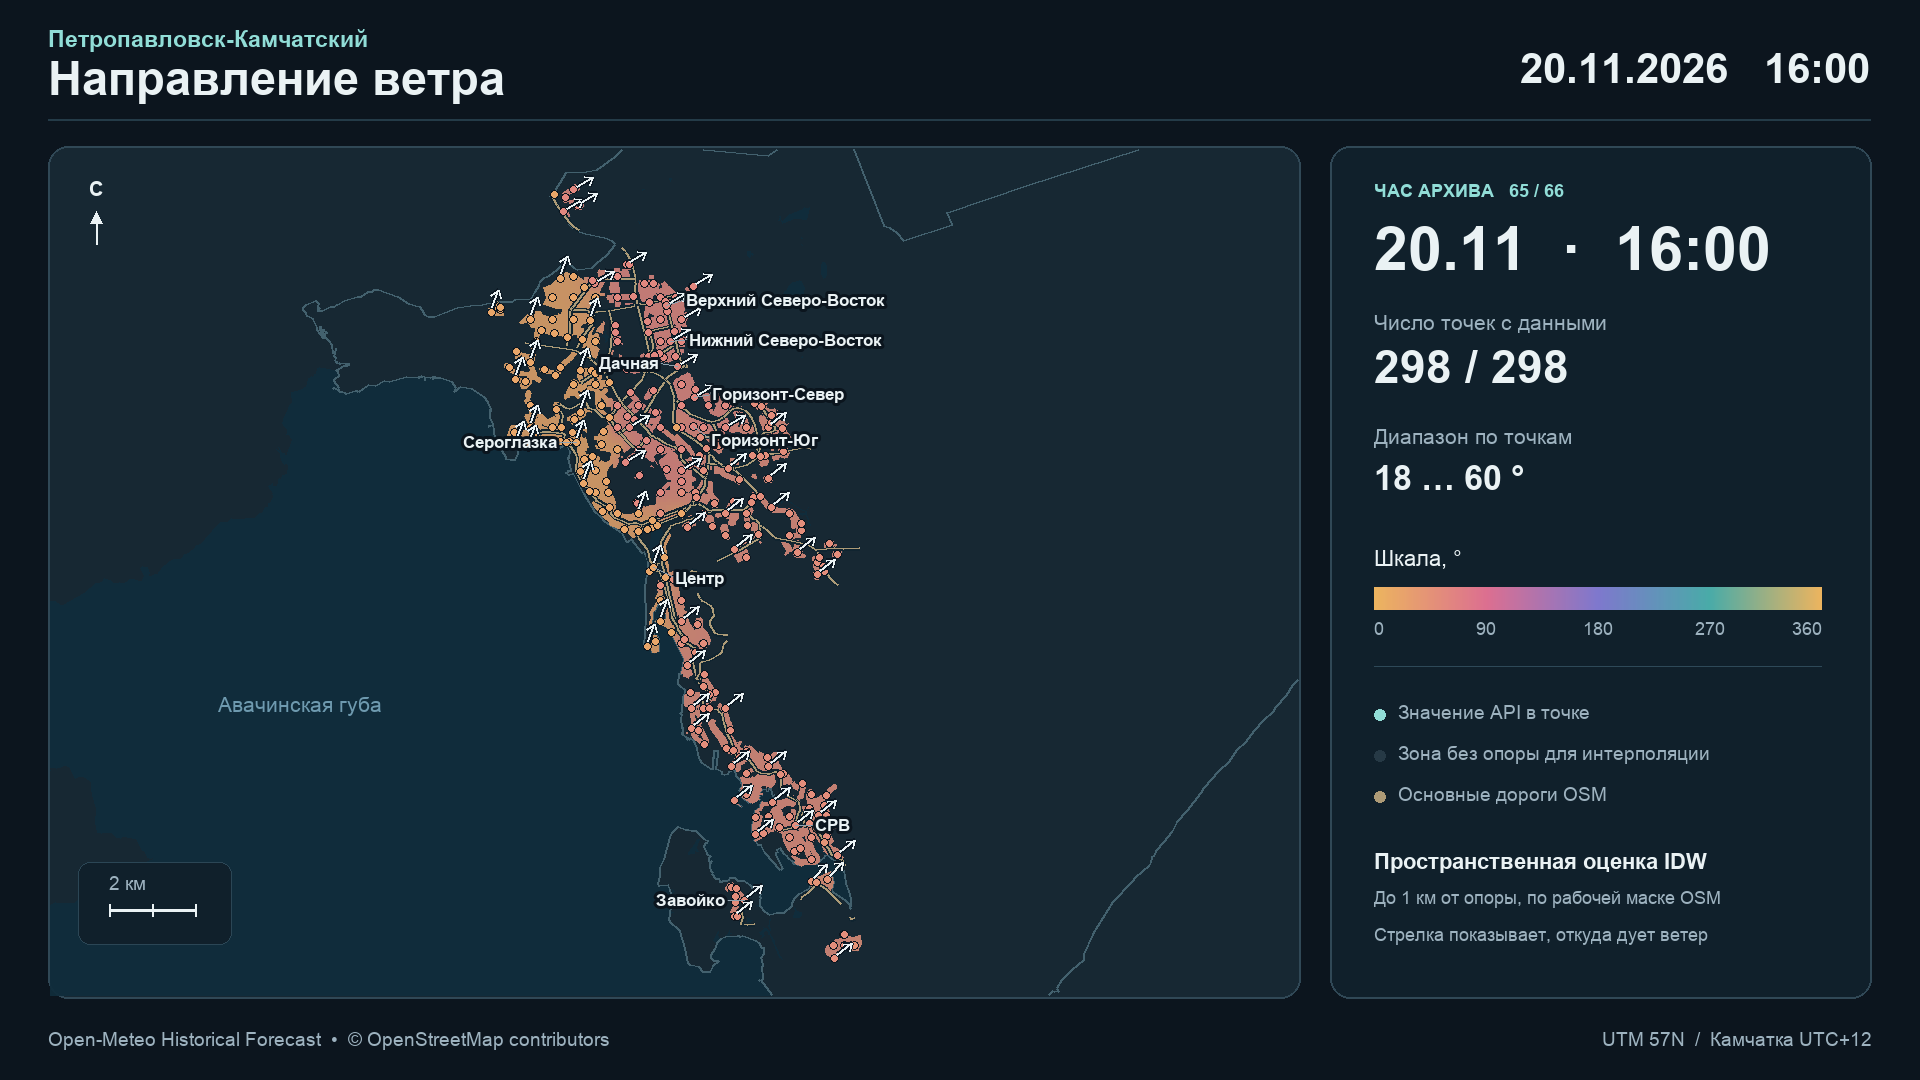 Петропавловск-Камчатский
Направление ветра
20.11.2026 16:00
С
Верхний Северо-Восток
Нижний Северо-Восток
Дачная
Горизонт-Север
Сероглазка
Горизонт-Юг
Центр
Авачинская губа
СРВ
Завойко
2 км
ЧАС АРХИВА 65 / 66
20.11 · 16:00
Число точек с данными
298 / 298
Диапазон по точкам
18 ... 60 °
Шкала, °
0 90 180 270 360
Значение API в точке
Зона без опоры для интерполяции
Основные дороги OSM
Пространственная оценка IDW
До 1 км от опоры, по рабочей маске OSM
Стрелка показывает, откуда дует ветер
Open-Meteo Historical Forecast • © OpenStreetMap contributors
UTM 57N / Камчатка UTC+12